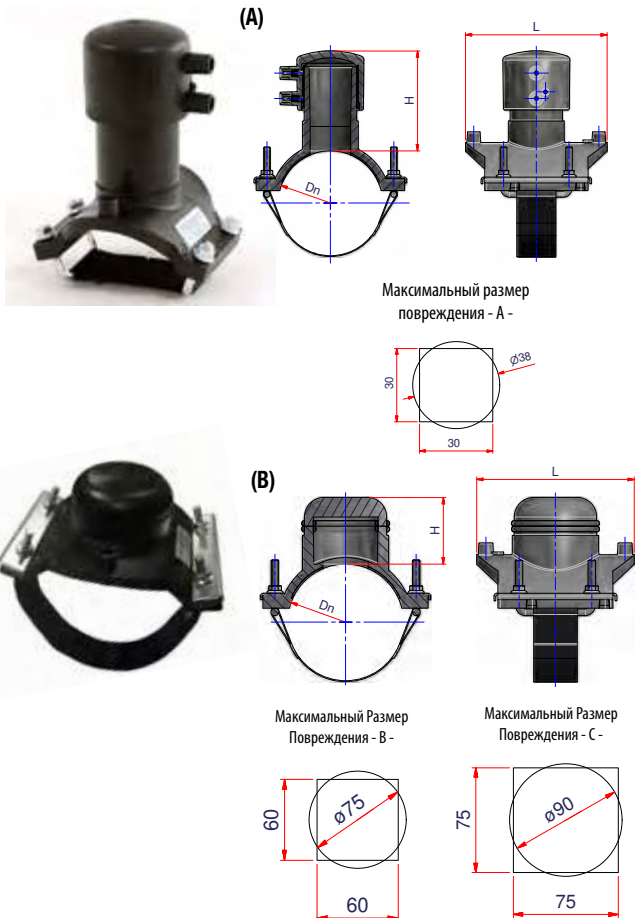 (A)
L
H
Dn
Максимальный размер
повреждения - A -
30
Ø38
30
(B)
L
H
Dn
Максимальный Размер
Повреждения - B -
Максимальный Размер
Повреждения - C -
60
ø75
60
75
ø90
75